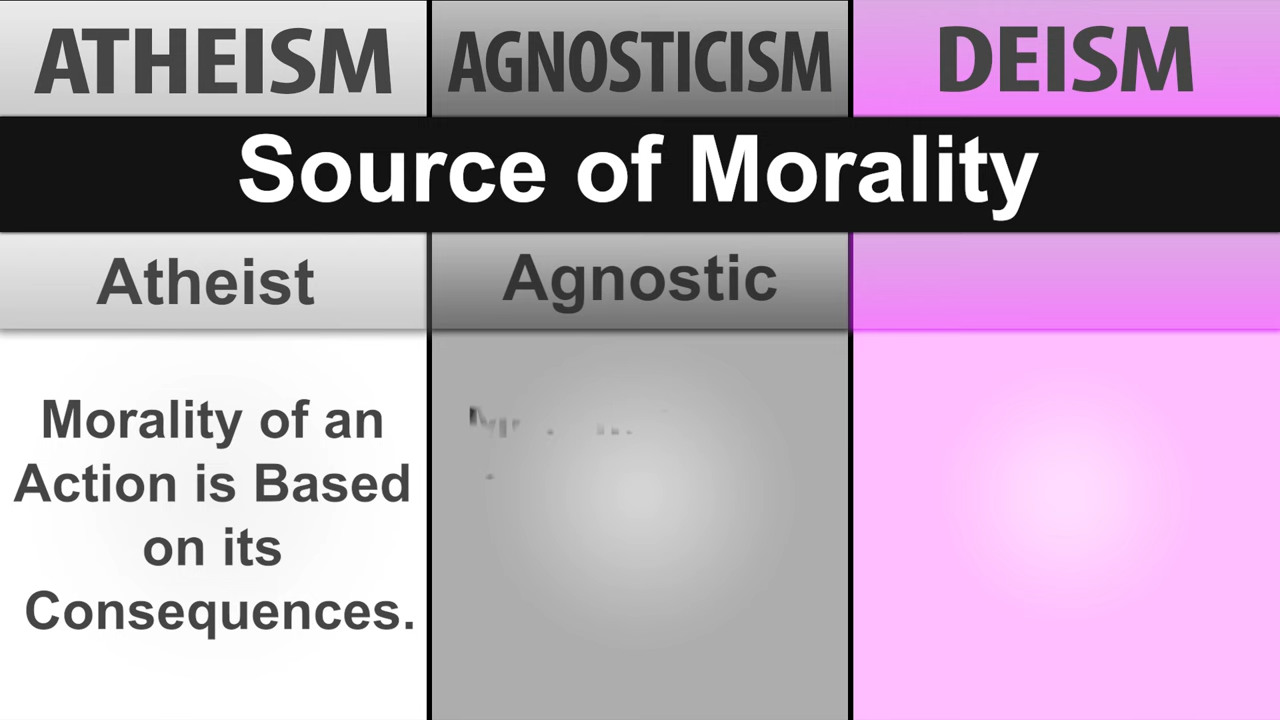 ATHEISM
AGNOSTICISM
DEISM
Source of Morality
Atheist
Agnostic
Morality of an
Action is Based
on its
Consequences.